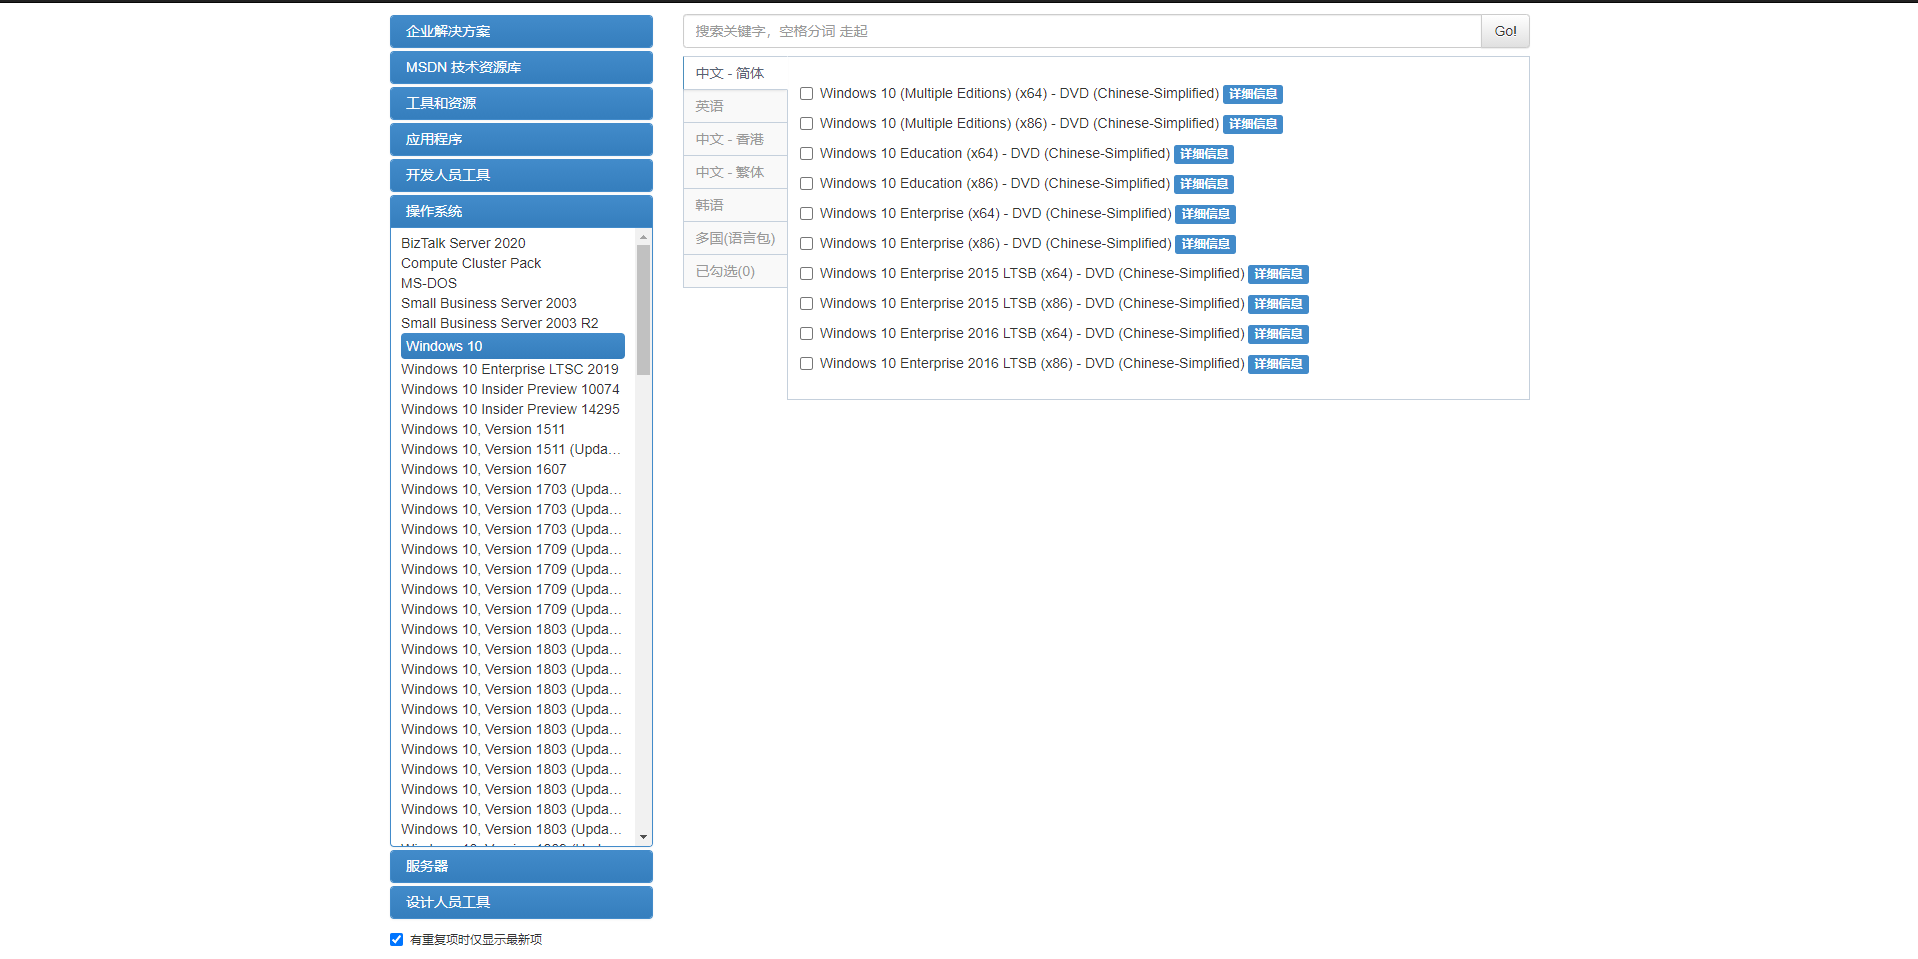 企业解决方案
MSDN 技术资源库
工具和资源
应用程序
开发人员工具
操作系统
BizTalk Server 2020
Compute Cluster Pack
MS-DOS
Small Business Server 2003
Small Business Server 2003 R2
Windows 10
Windows 10 Enterprise LTSC 2019
Windows 10 Insider Preview 10074
Windows 10 Insider Preview 14295
Windows 10, Version 1511
Windows 10, Version 1511 (Upda...
Windows 10, Version 1607
Windows 10, Version 1703 (Upda...
Windows 10, Version 1703 (Upda...
Windows 10, Version 1703 (Upda...
Windows 10, Version 1709 (Upda...
Windows 10, Version 1709 (Upda...
Windows 10, Version 1709 (Upda...
Windows 10, Version 1709 (Upda...
Windows 10, Version 1803 (Upda...
Windows 10, Version 1803 (Upda...
Windows 10, Version 1803 (Upda...
Windows 10, Version 1803 (Upda...
Windows 10, Version 1803 (Upda...
Windows 10, Version 1803 (Upda...
Windows 10, Version 1803 (Upda...
Windows 10, Version 1803 (Upda...
Windows 10, Version 1803 (Upda...
Windows 10, Version 1803 (Upda...
Windows 10, Version 1803 (Upda...
服务器
设计人员工具
有重复项时仅显示最新项
搜索关键字，空格分词 走起
Go!
中文 - 简体
英语
中文 - 香港
中文 - 繁体
韩语
多国(语言包)
已勾选(0)
Windows 10 (Multiple Editions) (x64) - DVD (Chinese-Simplified) 详细信息
Windows 10 (Multiple Editions) (x86) - DVD (Chinese-Simplified) 详细信息
Windows 10 Education (x64) - DVD (Chinese-Simplified) 详细信息
Windows 10 Education (x86) - DVD (Chinese-Simplified) 详细信息
Windows 10 Enterprise (x64) - DVD (Chinese-Simplified) 详细信息
Windows 10 Enterprise (x86) - DVD (Chinese-Simplified) 详细信息
Windows 10 Enterprise 2015 LTSB (x64) - DVD (Chinese-Simplified) 详细信息
Windows 10 Enterprise 2015 LTSB (x86) - DVD (Chinese-Simplified) 详细信息
Windows 10 Enterprise 2016 LTSB (x64) - DVD (Chinese-Simplified) 详细信息
Windows 10 Enterprise 2016 LTSB (x86) - DVD (Chinese-Simplified) 详细信息